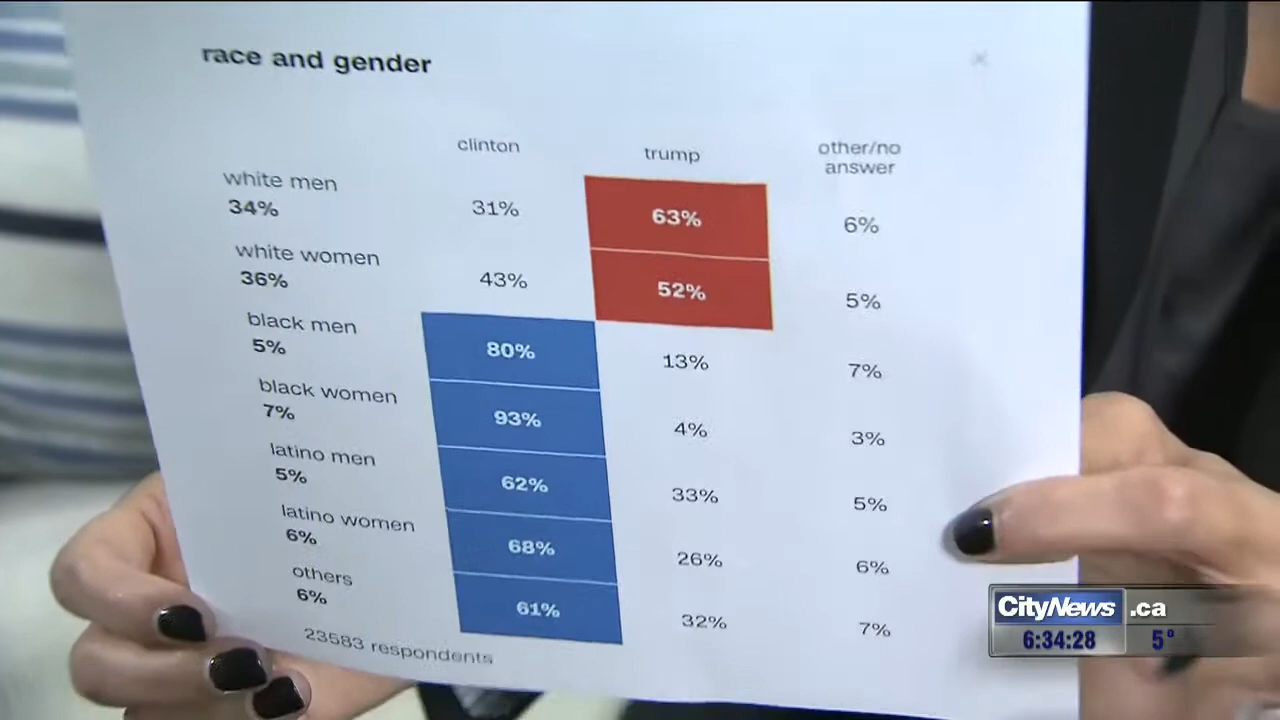 race and gender
×
clinton trump other/no
answer
white men
34% 31% 63% 6%
white women
36% 43% 52% 5%
black men
5% 80% 13% 7%
black women
7% 93% 4% 3%
latino men
5% 62% 33% 5%
latino women
6% 68% 26% 6%
others
6% 61% 32% 7%
23583 respondents
CityNews .ca
6:34:28 5°